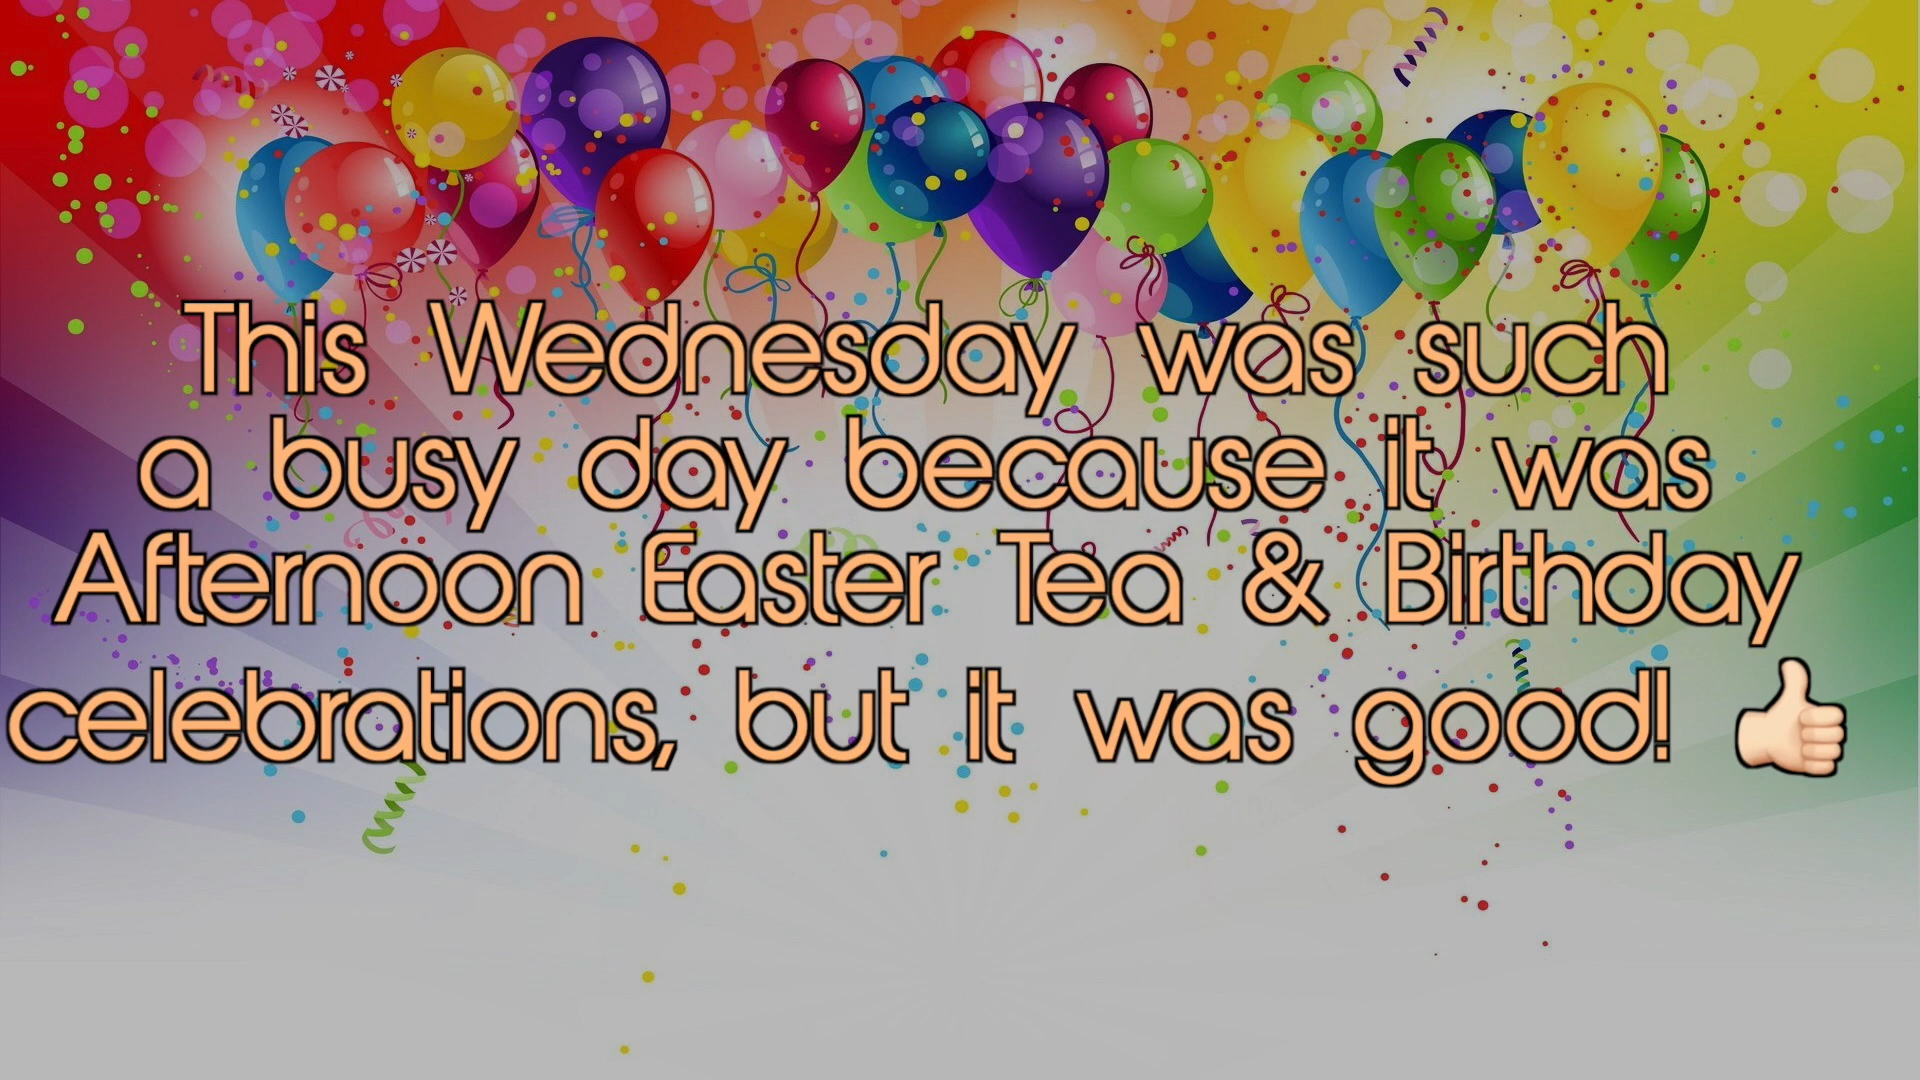 This Wednesday was such
a busy day because it was
Afternoon Easter Tea & Birthday
celebrations, but it was good! 👍🏻